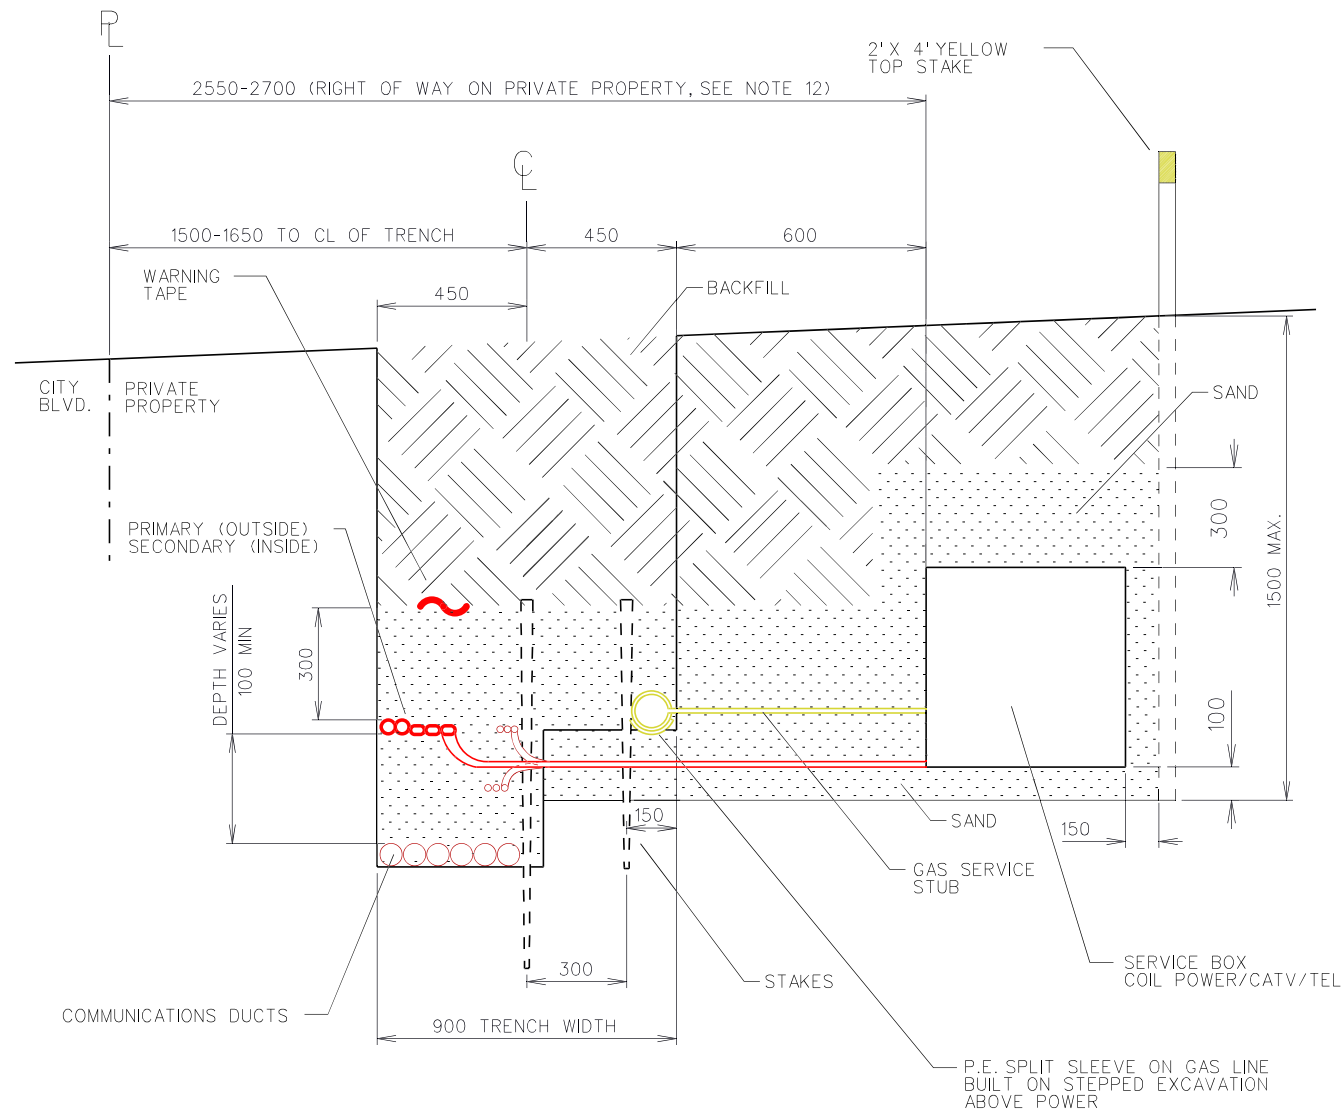 PL
2' X 4' YELLOW
TOP STAKE
2550-2700 (RIGHT OF WAY ON PRIVATE PROPERTY, SEE NOTE 12)
CL
1500-1650 TO CL OF TRENCH
450
600
WARNING
TAPE
450
BACKFILL
CITY
BLVD.
PRIVATE
PROPERTY
SAND
300
1500 MAX.
PRIMARY (OUTSIDE)
SECONDARY (INSIDE)
DEPTH VARIES
100 MIN
300
100
150
SAND
150
GAS SERVICE
STUB
300
STAKES
SERVICE BOX
COIL POWER/CATV/TEL
COMMUNICATIONS DUCTS
900 TRENCH WIDTH
P.E. SPLIT SLEEVE ON GAS LINE
BUILT ON STEPPED EXCAVATION
ABOVE POWER